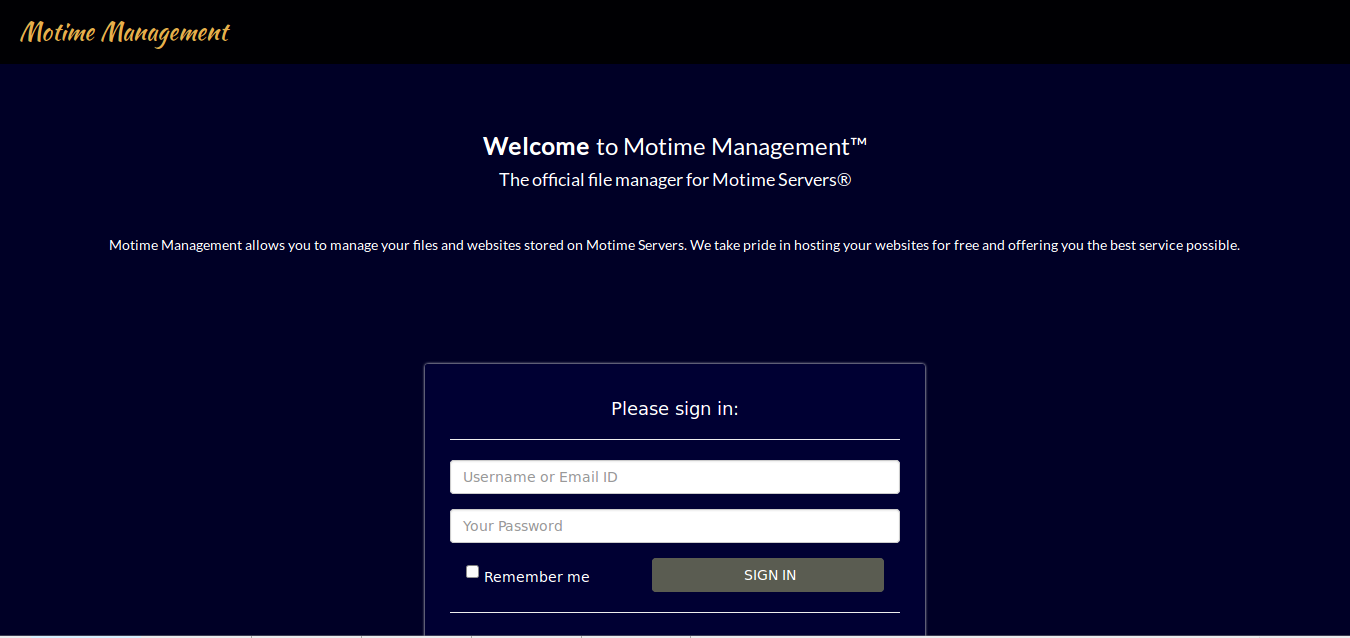 Motime Management
Welcome to Motime Management™
The official file manager for Motime Servers®
Motime Management allows you to manage your files and websites stored on Motime Servers. We take pride in hosting your websites for free and offering you the best service possible.
Please sign in:
Username or Email ID
Your Password
Remember me
SIGN IN